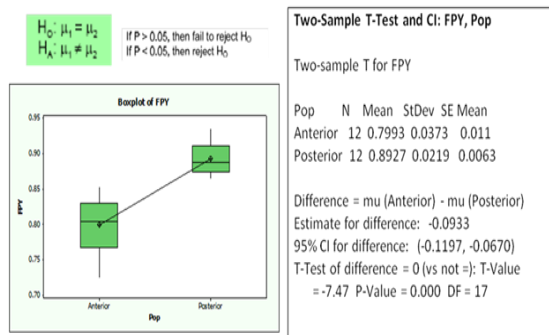 H₀: μ₁ = μ₂
Hₐ: μ₁ ≠ μ₂
If P > 0.05, then fail to reject H₀
If P < 0.05, then reject H₀
Boxplot of FPY
0.95
0.90
0.85
0.80
0.75
0.70
FPY
Anterior
Posterior
Pop
Two-Sample T-Test and CI: FPY, Pop
Two-sample T for FPY
Pop N Mean StDev SE Mean
Anterior 12 0.7993 0.0373 0.011
Posterior 12 0.8927 0.0219 0.0063
Difference = mu (Anterior) - mu (Posterior)
Estimate for difference: -0.0933
95% CI for difference: (-0.1197, -0.0670)
T-Test of difference = 0 (vs not =): T-Value
= -7.47 P-Value = 0.000 DF = 17